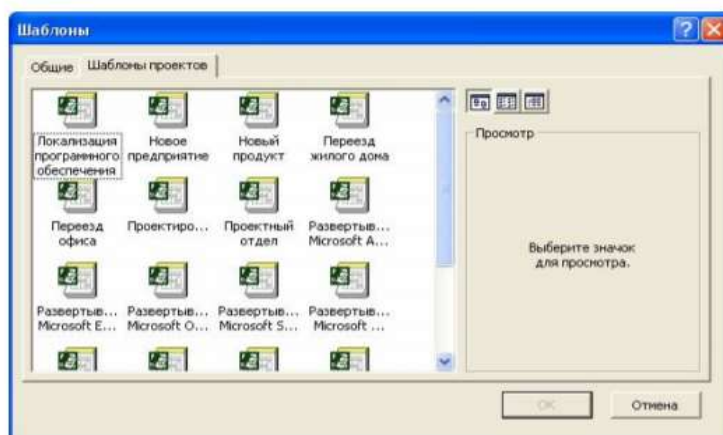 Шаблоны
Общие Шаблоны проектов
Локализация программного обеспечения
Новое предприятие
Новый продукт
Переезд жилого дома
Переезд офиса
Проектиро...
Проектный отдел
Развертыв... Microsoft A...
Развертыв... Microsoft E...
Развертыв... Microsoft O...
Развертыв... Microsoft S...
Развертыв... Microsoft ...
Просмотр
Выберите значок
для просмотра.
OK
Отмена